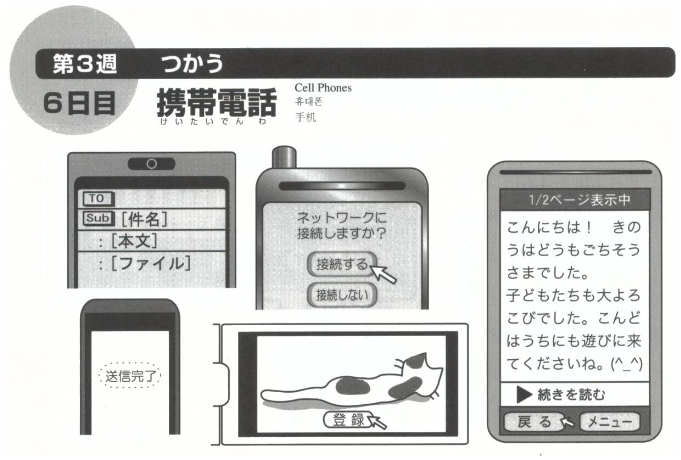 第3週 つかう
6日目 携帯電話
けいたいでんわ
Cell Phones
휴대폰
手机
TO
Sub [件名]
:[本文]
:[ファイル]
ネットワークに
接続しますか?
接続する
接続しない
1/2ページ表示中
こんにちは! きの
うはどうもごちそう
さまでした。
子どもたちも大よろ
こびでした。こんど
はうちにも遊びに来
てくださいね。(^_^)
▶続きを読む
戻る メニュー
送信完了
登録